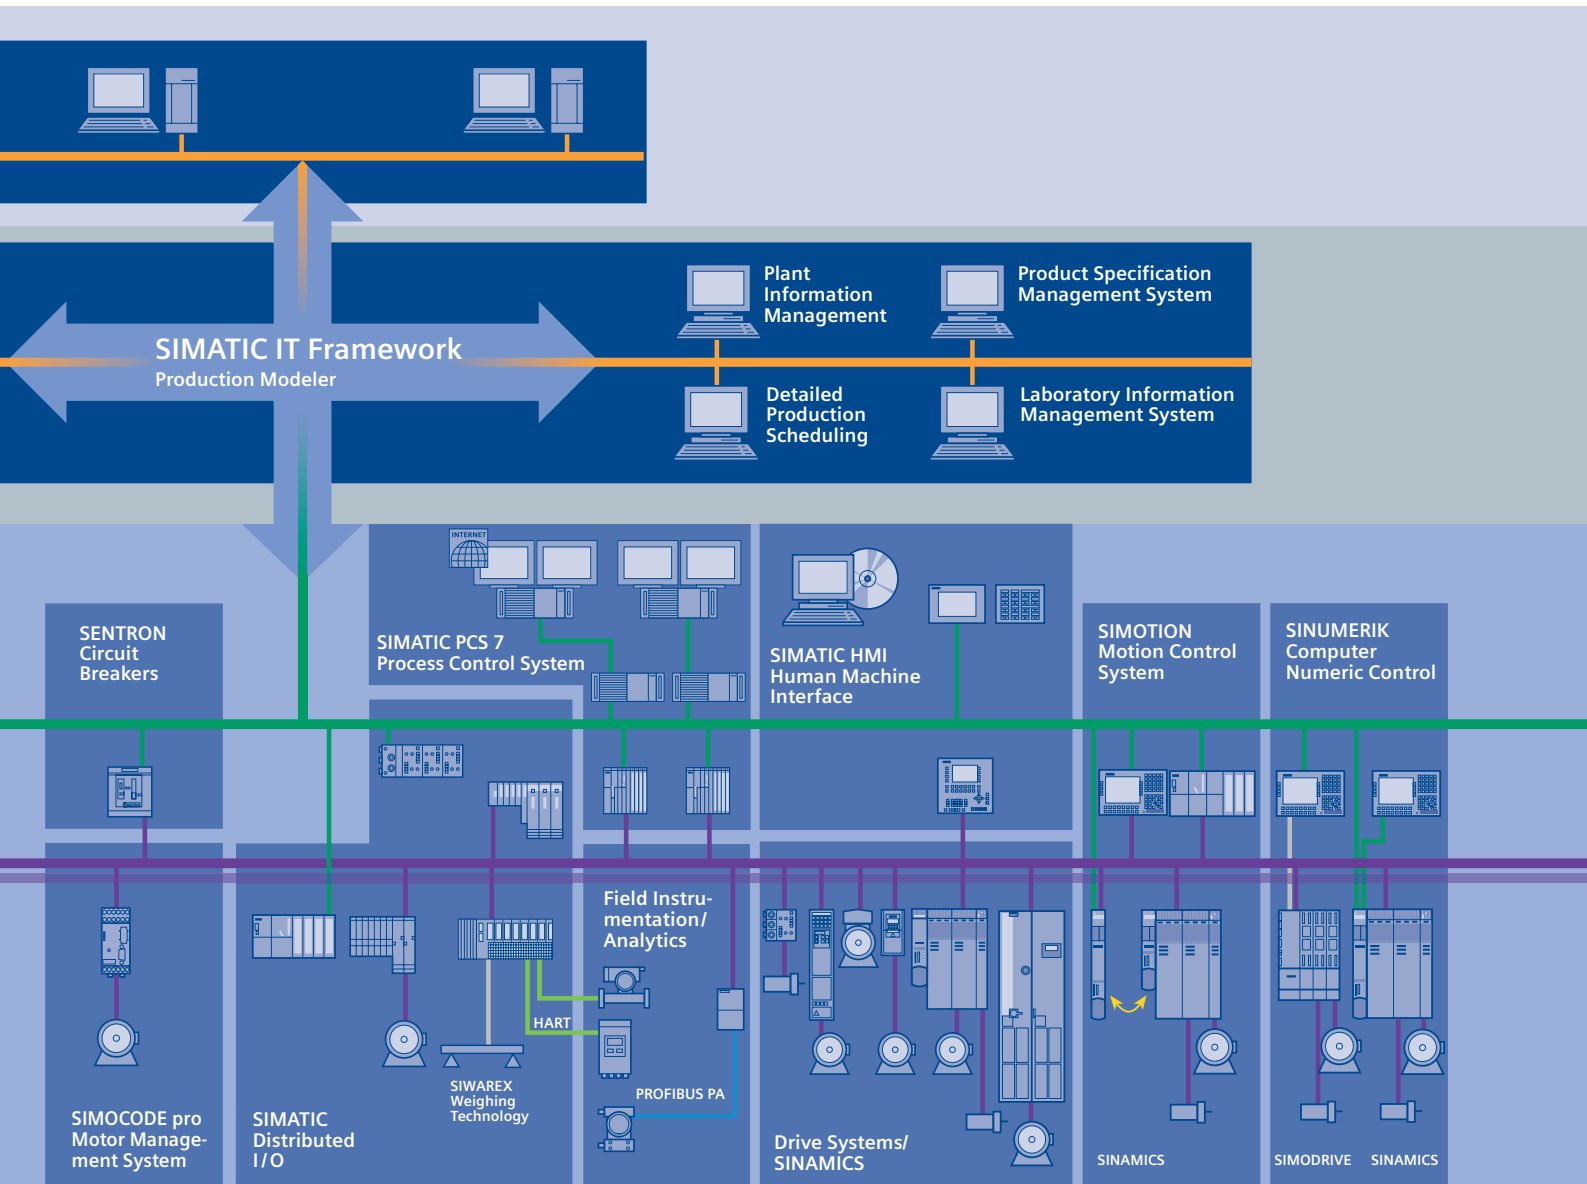 Plant
Information
Management
Product Specification
Management System
SIMATIC IT Framework
Production Modeler
Detailed
Production
Scheduling
Laboratory Information
Management System
INTERNET
SENTRON
Circuit
Breakers
SIMATIC PCS 7
Process Control System
SIMATIC HMI
Human Machine
Interface
SIMOTION
Motion Control
System
SINUMERIK
Computer
Numeric Control
Field Instru-
mentation/
Analytics
HART
SIWAREX
Weighing
Technology
PROFIBUS PA
SIMOCODE pro
Motor Manage-
ment System
SIMATIC
Distributed
I/O
Drive Systems/
SINAMICS
SINAMICS
SIMODRIVE
SINAMICS